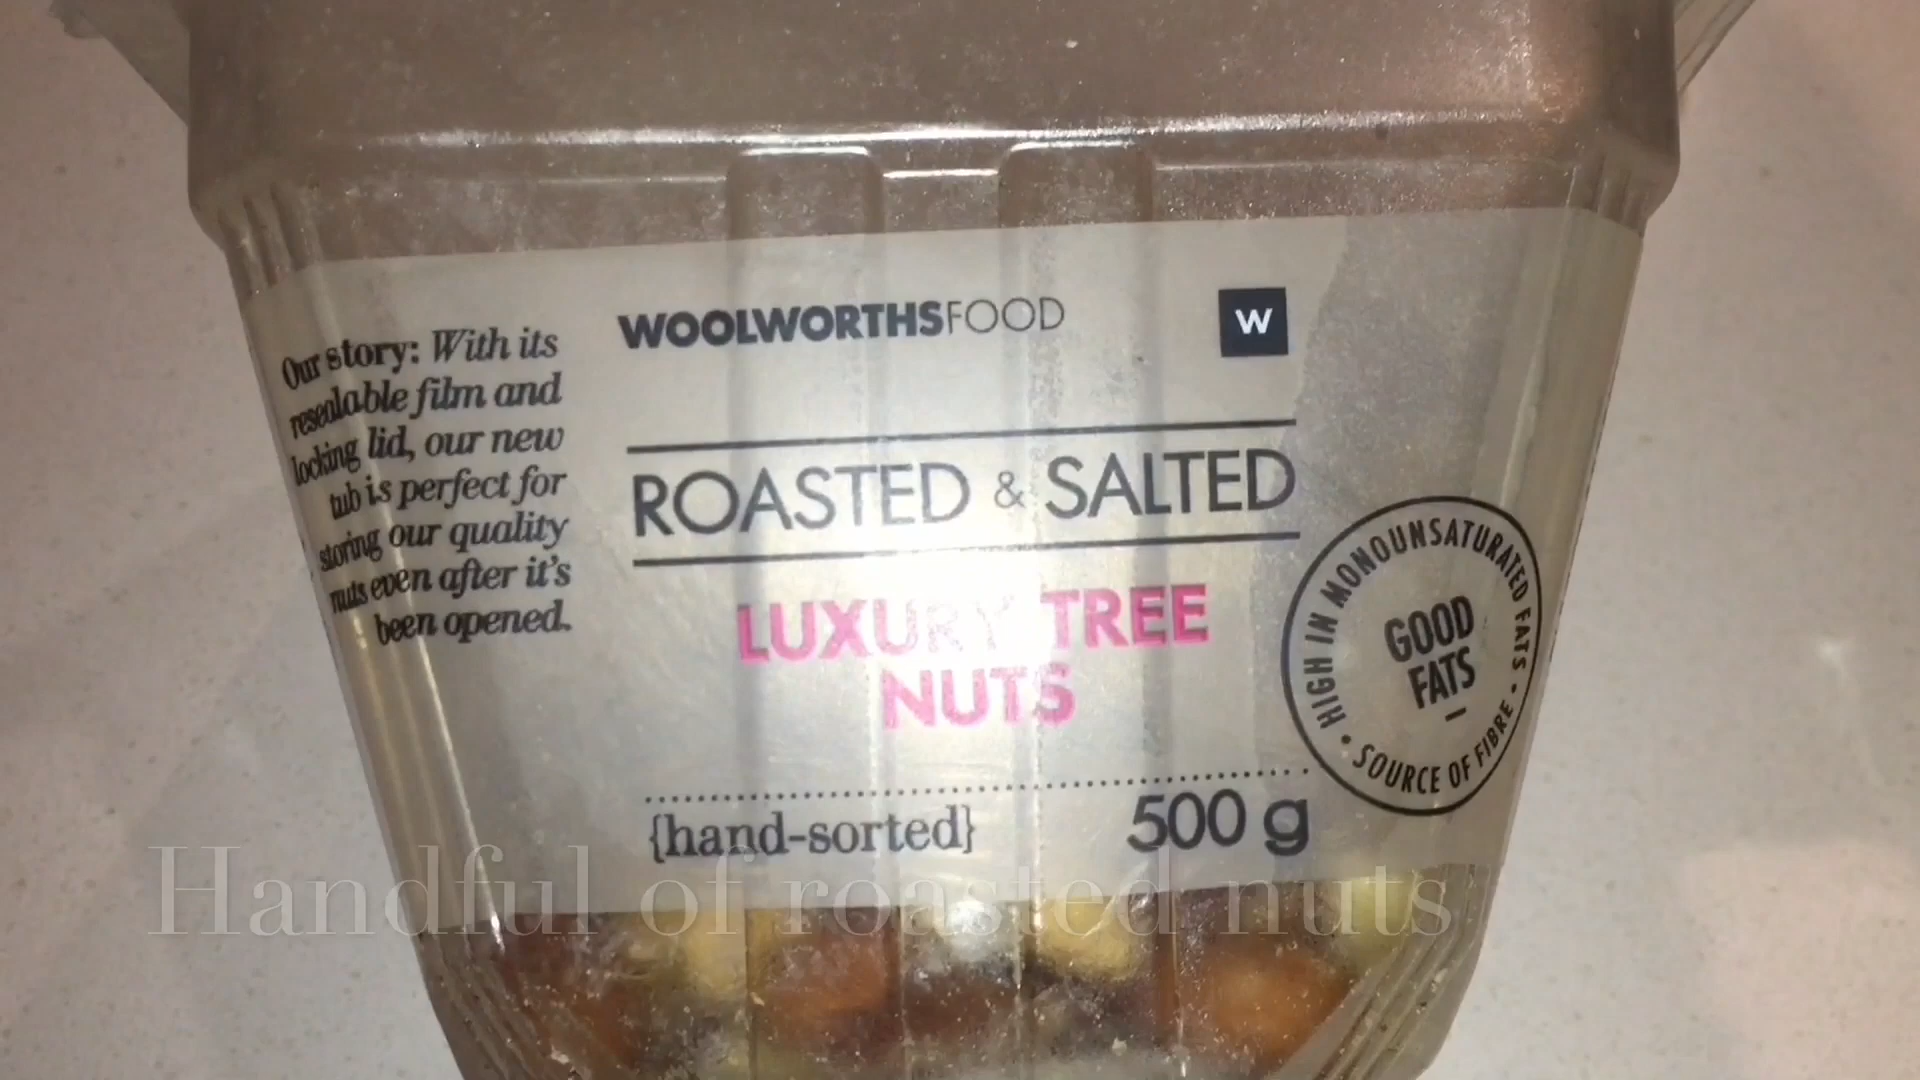 Our story: With its
resealable film and
locking lid, our new
tub is perfect for
storing our quality
nuts even after it's
been opened.
WOOLWORTHSFOOD
W
ROASTED & SALTED
LUXURY TREE
NUTS
{hand-sorted}
500 g
HIGH IN MONOUNSATURATED FATS • SOURCE OF FIBRE •
GOOD
FATS
Handful of roasted nuts